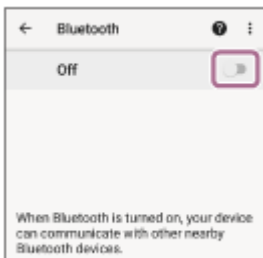 Bluetooth
Off
When Bluetooth is turned on, your device
can communicate with other nearby
Bluetooth devices.